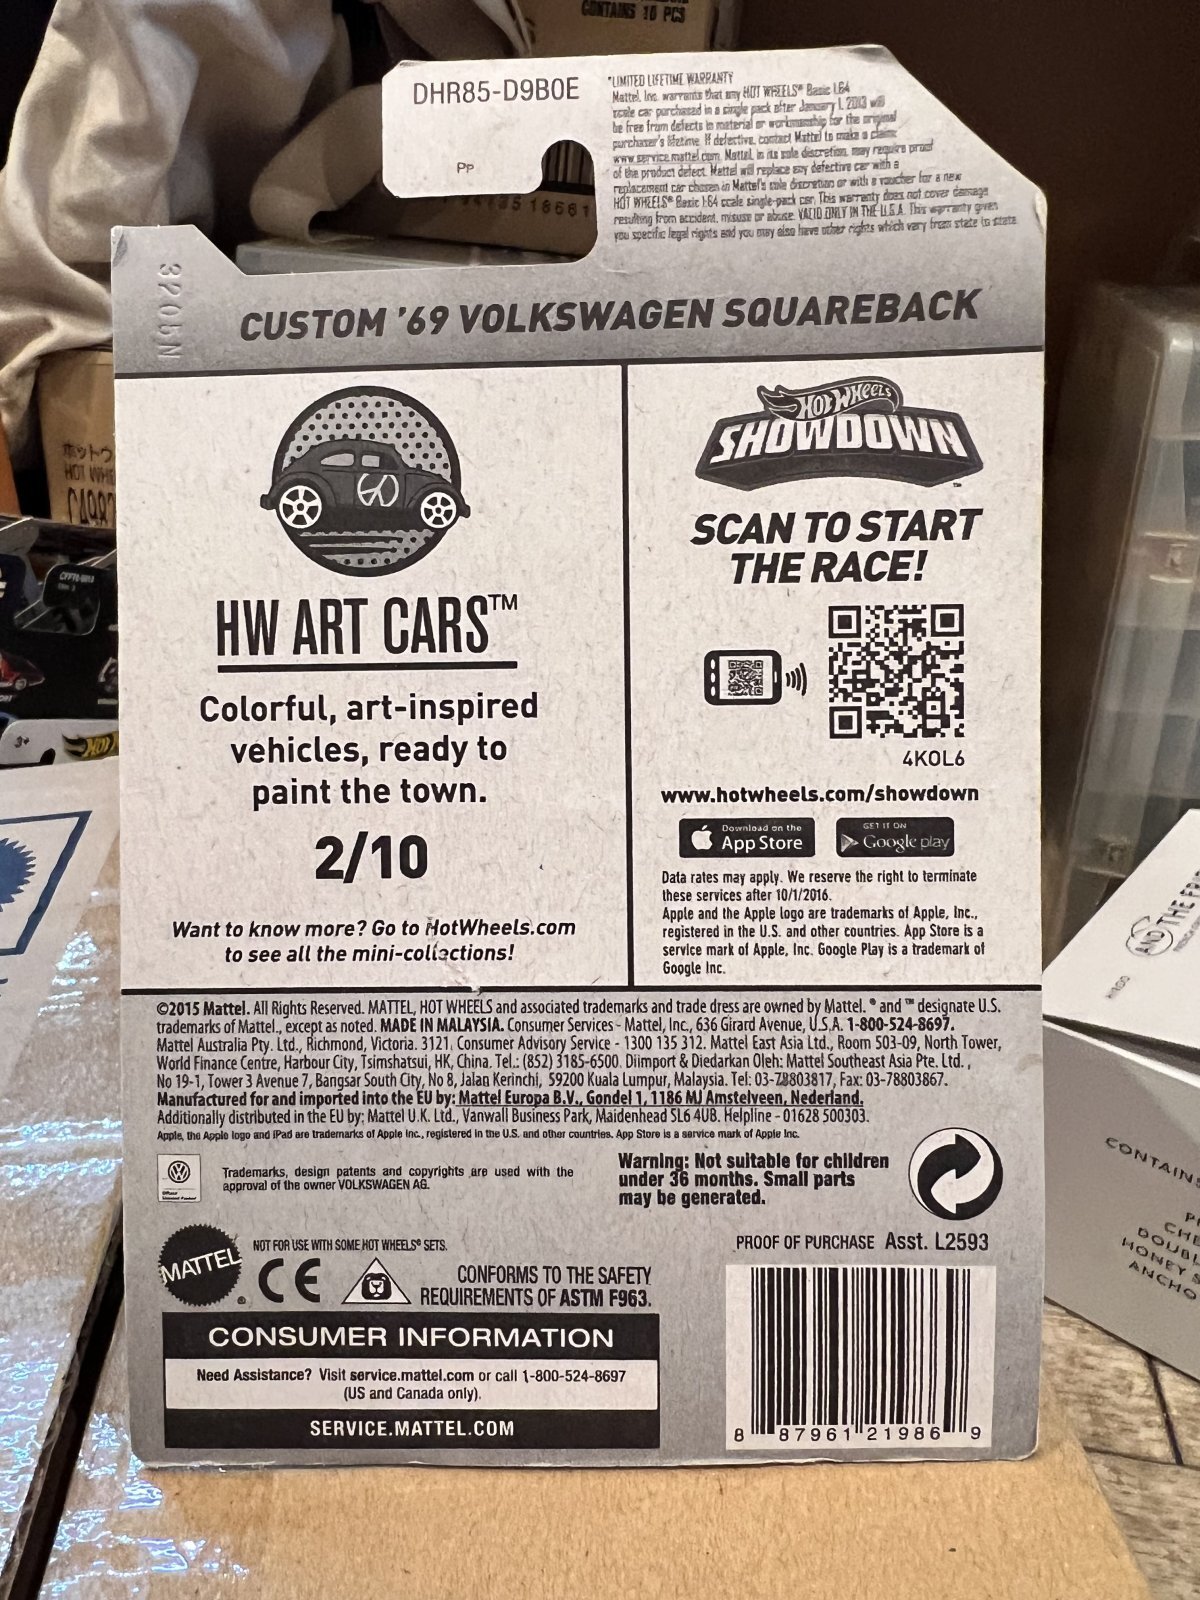 CONTAINS 10 PCS
DHR85-D9B0E
Pp
*LIMITED LIFETIME WARRANTY
Mattel, Inc. warrants that any HOT WHEELS® Basic 1:64
scale car purchased in a single pack after January 1, 2013 will
be free from defects in material or workmanship for the original
purchaser's lifetime. If defective, contact Mattel to make a claim:
www.service.mattel.com. Mattel, in its sole discretion, may require proof
of the product defect. Mattel will replace any defective car with a
replacement car chosen in Mattel's sole discretion or with a voucher for a new
HOT WHEELS® Basic 1:64 scale single-pack car. This warranty does not cover damage
resulting from accident, misuse or abuse. VALID ONLY IN THE U.S.A. This warranty gives
you specific legal rights and you may also have other rights which vary from state to state.
CUSTOM '69 VOLKSWAGEN SQUAREBACK
HW ART CARS™
Colorful, art-inspired
vehicles, ready to
paint the town.
2/10
Want to know more? Go to HotWheels.com
to see all the mini-collections!
HOT WHEELS
SHOWDOWN™
SCAN TO START
THE RACE!
4KOL6
www.hotwheels.com/showdown
Download on the
App Store
GET IT ON
Google play
Data rates may apply. We reserve the right to terminate
these services after 10/1/2016.
Apple and the Apple logo are trademarks of Apple, Inc.,
registered in the U.S. and other countries. App Store is a
service mark of Apple, Inc. Google Play is a trademark of
Google Inc.
©2015 Mattel. All Rights Reserved. MATTEL, HOT WHEELS and associated trademarks and trade dress are owned by Mattel. ® and ™ designate U.S.
trademarks of Mattel., except as noted. MADE IN MALAYSIA. Consumer Services - Mattel, Inc., 636 Girard Avenue, U.S.A. 1-800-524-8697.
Mattel Australia Pty. Ltd., Richmond, Victoria. 3121. Consumer Advisory Service - 1300 135 312. Mattel East Asia Ltd., Room 503-09, North Tower,
World Finance Centre, Harbour City, Tsimshatsui, HK, China. Tel.: (852) 3185-6500. Diimport & Diedarkan Oleh: Mattel Southeast Asia Pte. Ltd.,
No 19-1, Tower 3 Avenue 7, Bangsar South City, No 8, Jalan Kerinchi, 59200 Kuala Lumpur, Malaysia. Tel: 03-78803817, Fax: 03-78803867.
Manufactured for and imported into the EU by: Mattel Europa B.V., Gondel 1, 1186 MJ Amstelveen, Nederland.
Additionally distributed in the EU by: Mattel U.K. Ltd., Vanwall Business Park, Maidenhead SL6 4UB. Helpline - 01628 500303.
Apple, the Apple logo and iPad are trademarks of Apple Inc., registered in the U.S. and other countries. App Store is a service mark of Apple Inc.
Trademarks, design patents and copyrights are used with the
approval of the owner VOLKSWAGEN AG.
Warning: Not suitable for children
under 36 months. Small parts
may be generated.
MATTEL
NOT FOR USE WITH SOME HOT WHEELS® SETS.
CE
CONFORMS TO THE SAFETY
REQUIREMENTS OF ASTM F963.
PROOF OF PURCHASE Asst. L2593
CONSUMER INFORMATION
Need Assistance? Visit service.mattel.com or call 1-800-524-8697
(US and Canada only).
SERVICE.MATTEL.COM
8 87961 21986 9
ホットウ
HOT WHE
3+
AND THE FRI
CONTAINS